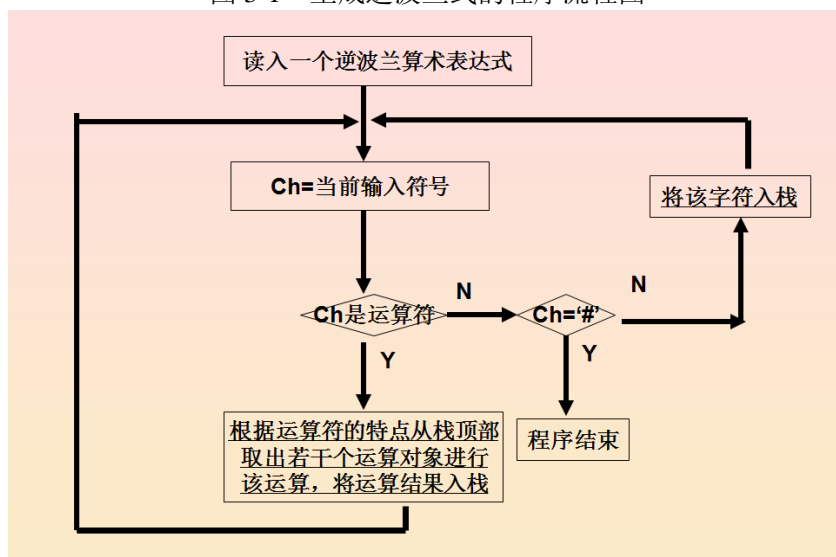 读入一个逆波兰算术表达式
Ch=当前输入符号
将该字符入栈
Ch是运算符
N
Ch=‘#’
N
Y
Y
根据运算符的特点从栈顶部
取出若干个运算对象进行
该运算，将运算结果入栈
程序结束